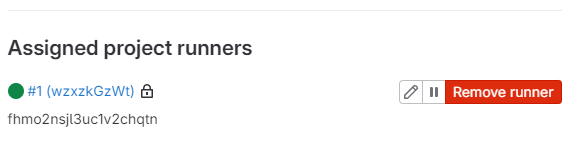 Assigned project runners
#1 (wzxzkGzWt)
Remove runner
fhmo2nsjl3uc1v2chqtn